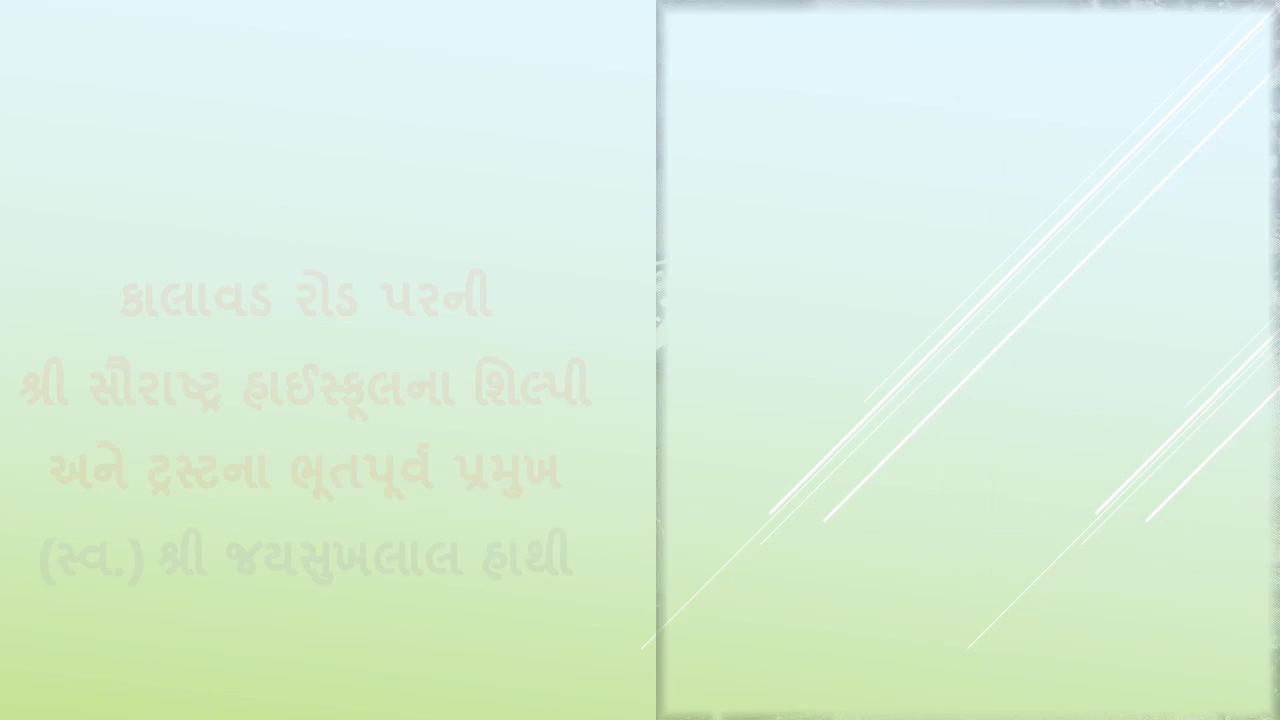 કાલાવડ રોડ પરની
શ્રી સૌરાષ્ટ્ર હાઈસ્કૂલના શિલ્પી
અને ટ્રસ્ટના ભૂતપૂર્વ પ્રમુખ
(સ્વ.) શ્રી જયસુખલાલ હાથી